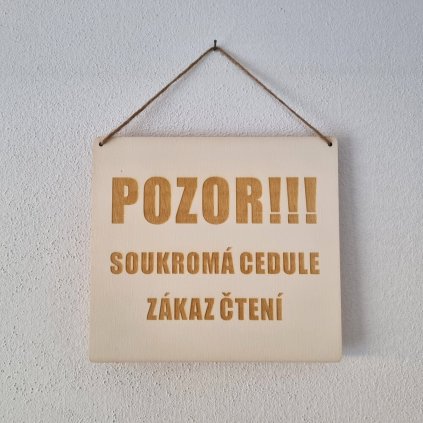 POZOR!!!
SOUKROMÁ CEDULE
ZÁKAZ ČTENÍ